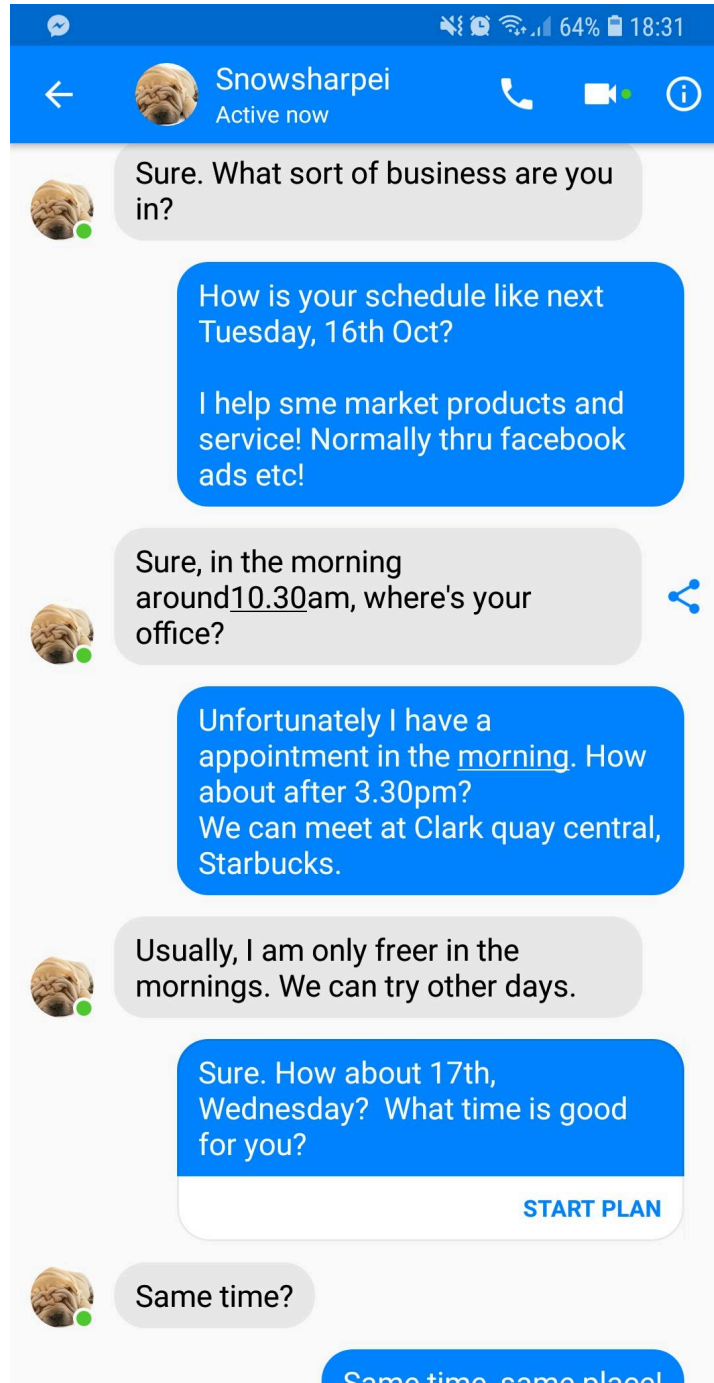 64% 18:31
Snowsharpei
Active now
Sure. What sort of business are you
in?
How is your schedule like next
Tuesday, 16th Oct?
I help sme market products and
service! Normally thru facebook
ads etc!
Sure, in the morning
around10.30am, where's your
office?
Unfortunately I have a
appointment in the morning. How
about after 3.30pm?
We can meet at Clark quay central,
Starbucks.
Usually, I am only freer in the
mornings. We can try other days.
Sure. How about 17th,
Wednesday?  What time is good
for you?
START PLAN
Same time?
Same time, same place!